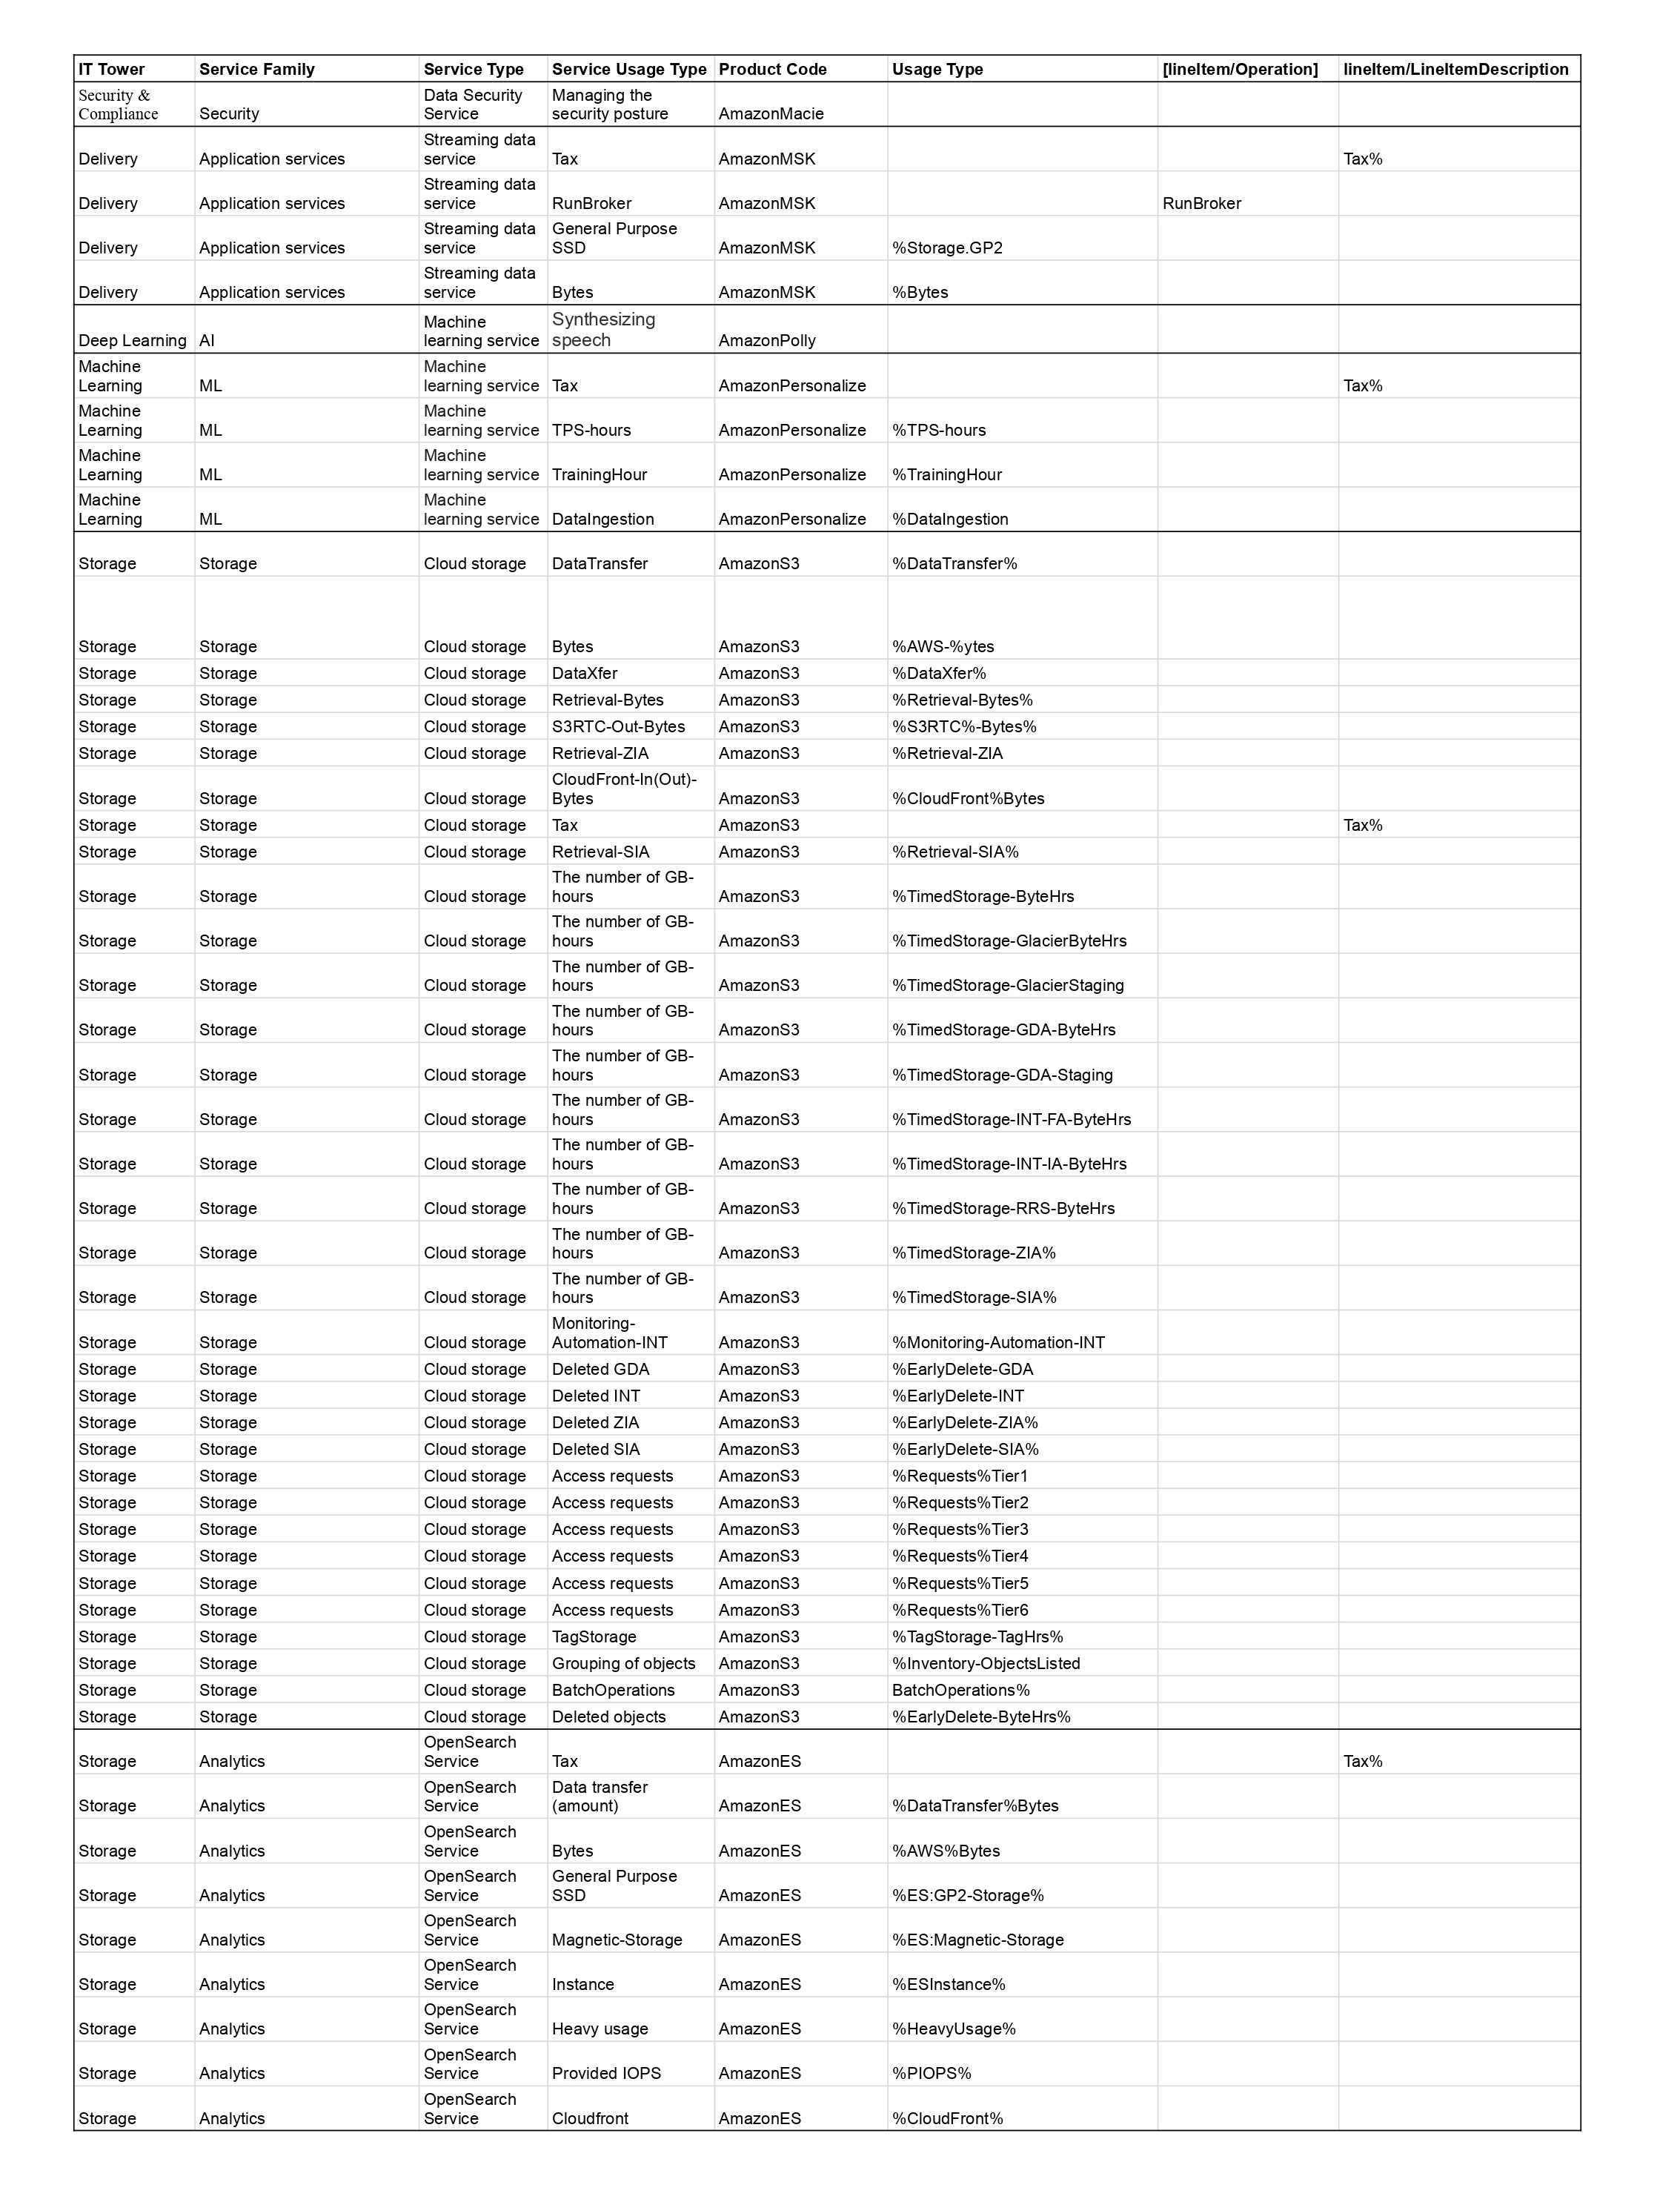 IT Tower Service Family Service Type Service Usage Type Product Code Usage Type [lineItem/Operation] lineItem/LineItemDescription
Security & Compliance Security Data Security Service Managing the security posture AmazonMacie
Delivery Application services Streaming data service Tax AmazonMSK Tax%
Delivery Application services Streaming data service RunBroker AmazonMSK RunBroker
Delivery Application services Streaming data service General Purpose SSD AmazonMSK %Storage.GP2
Delivery Application services Streaming data service Bytes AmazonMSK %Bytes
Deep Learning AI Machine learning service Synthesizing speech AmazonPolly
Machine Learning ML Machine learning service Tax AmazonPersonalize Tax%
Machine Learning ML Machine learning service TPS-hours AmazonPersonalize %TPS-hours
Machine Learning ML Machine learning service TrainingHour AmazonPersonalize %TrainingHour
Machine Learning ML Machine learning service DataIngestion AmazonPersonalize %DataIngestion
Storage Storage Cloud storage DataTransfer AmazonS3 %DataTransfer%
Storage Storage Cloud storage Bytes AmazonS3 %AWS-%ytes
Storage Storage Cloud storage DataXfer AmazonS3 %DataXfer%
Storage Storage Cloud storage Retrieval-Bytes AmazonS3 %Retrieval-Bytes%
Storage Storage Cloud storage S3RTC-Out-Bytes AmazonS3 %S3RTC%-Bytes%
Storage Storage Cloud storage Retrieval-ZIA AmazonS3 %Retrieval-ZIA
Storage Storage Cloud storage CloudFront-In(Out)-Bytes AmazonS3 %CloudFront%Bytes
Storage Storage Cloud storage Tax AmazonS3 Tax%
Storage Storage Cloud storage Retrieval-SIA AmazonS3 %Retrieval-SIA%
Storage Storage Cloud storage The number of GB-hours AmazonS3 %TimedStorage-ByteHrs
Storage Storage Cloud storage The number of GB-hours AmazonS3 %TimedStorage-GlacierByteHrs
Storage Storage Cloud storage The number of GB-hours AmazonS3 %TimedStorage-GlacierStaging
Storage Storage Cloud storage The number of GB-hours AmazonS3 %TimedStorage-GDA-ByteHrs
Storage Storage Cloud storage The number of GB-hours AmazonS3 %TimedStorage-GDA-Staging
Storage Storage Cloud storage The number of GB-hours AmazonS3 %TimedStorage-INT-FA-ByteHrs
Storage Storage Cloud storage The number of GB-hours AmazonS3 %TimedStorage-INT-IA-ByteHrs
Storage Storage Cloud storage The number of GB-hours AmazonS3 %TimedStorage-RRS-ByteHrs
Storage Storage Cloud storage The number of GB-hours AmazonS3 %TimedStorage-ZIA%
Storage Storage Cloud storage The number of GB-hours AmazonS3 %TimedStorage-SIA%
Storage Storage Cloud storage Monitoring-Automation-INT AmazonS3 %Monitoring-Automation-INT
Storage Storage Cloud storage Deleted GDA AmazonS3 %EarlyDelete-GDA
Storage Storage Cloud storage Deleted INT AmazonS3 %EarlyDelete-INT
Storage Storage Cloud storage Deleted ZIA AmazonS3 %EarlyDelete-ZIA%
Storage Storage Cloud storage Deleted SIA AmazonS3 %EarlyDelete-SIA%
Storage Storage Cloud storage Access requests AmazonS3 %Requests%Tier1
Storage Storage Cloud storage Access requests AmazonS3 %Requests%Tier2
Storage Storage Cloud storage Access requests AmazonS3 %Requests%Tier3
Storage Storage Cloud storage Access requests AmazonS3 %Requests%Tier4
Storage Storage Cloud storage Access requests AmazonS3 %Requests%Tier5
Storage Storage Cloud storage Access requests AmazonS3 %Requests%Tier6
Storage Storage Cloud storage TagStorage AmazonS3 %TagStorage-TagHrs%
Storage Storage Cloud storage Grouping of objects AmazonS3 %Inventory-ObjectsListed
Storage Storage Cloud storage BatchOperations AmazonS3 BatchOperations%
Storage Storage Cloud storage Deleted objects AmazonS3 %EarlyDelete-ByteHrs%
Storage Analytics OpenSearch Service Tax AmazonES Tax%
Storage Analytics OpenSearch Service Data transfer (amount) AmazonES %DataTransfer%Bytes
Storage Analytics OpenSearch Service Bytes AmazonES %AWS%Bytes
Storage Analytics OpenSearch Service General Purpose SSD AmazonES %ES:GP2-Storage%
Storage Analytics OpenSearch Service Magnetic-Storage AmazonES %ES:Magnetic-Storage
Storage Analytics OpenSearch Service Instance AmazonES %ESInstance%
Storage Analytics OpenSearch Service Heavy usage AmazonES %HeavyUsage%
Storage Analytics OpenSearch Service Provided IOPS AmazonES %PIOPS%
Storage Analytics OpenSearch Service Cloudfront AmazonES %CloudFront%